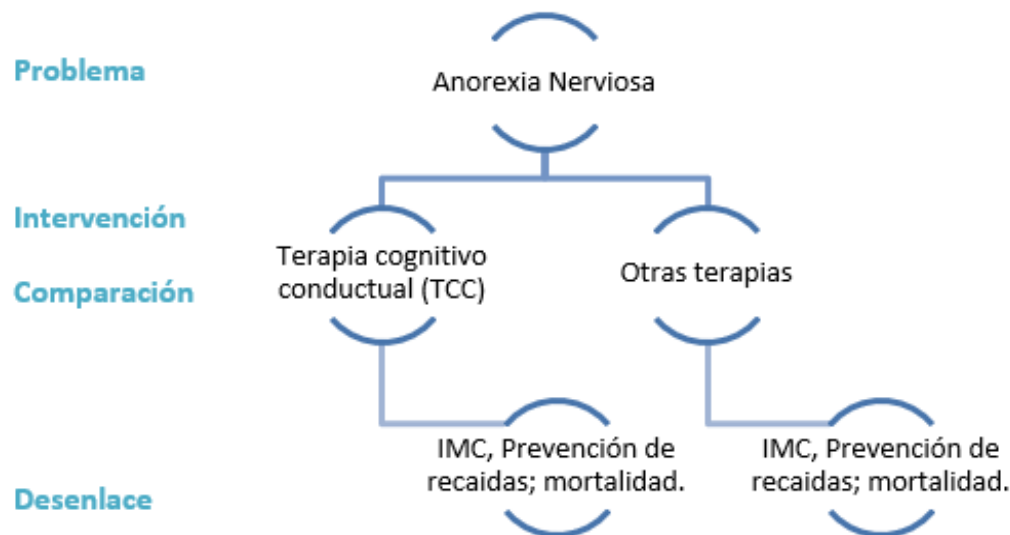 Problema
Anorexia Nerviosa
Intervención
Comparación
Terapia cognitivo
conductual (TCC)
Otras terapias
Desenlace
IMC, Prevención de
recaidas; mortalidad.
IMC, Prevención de
recaidas; mortalidad.